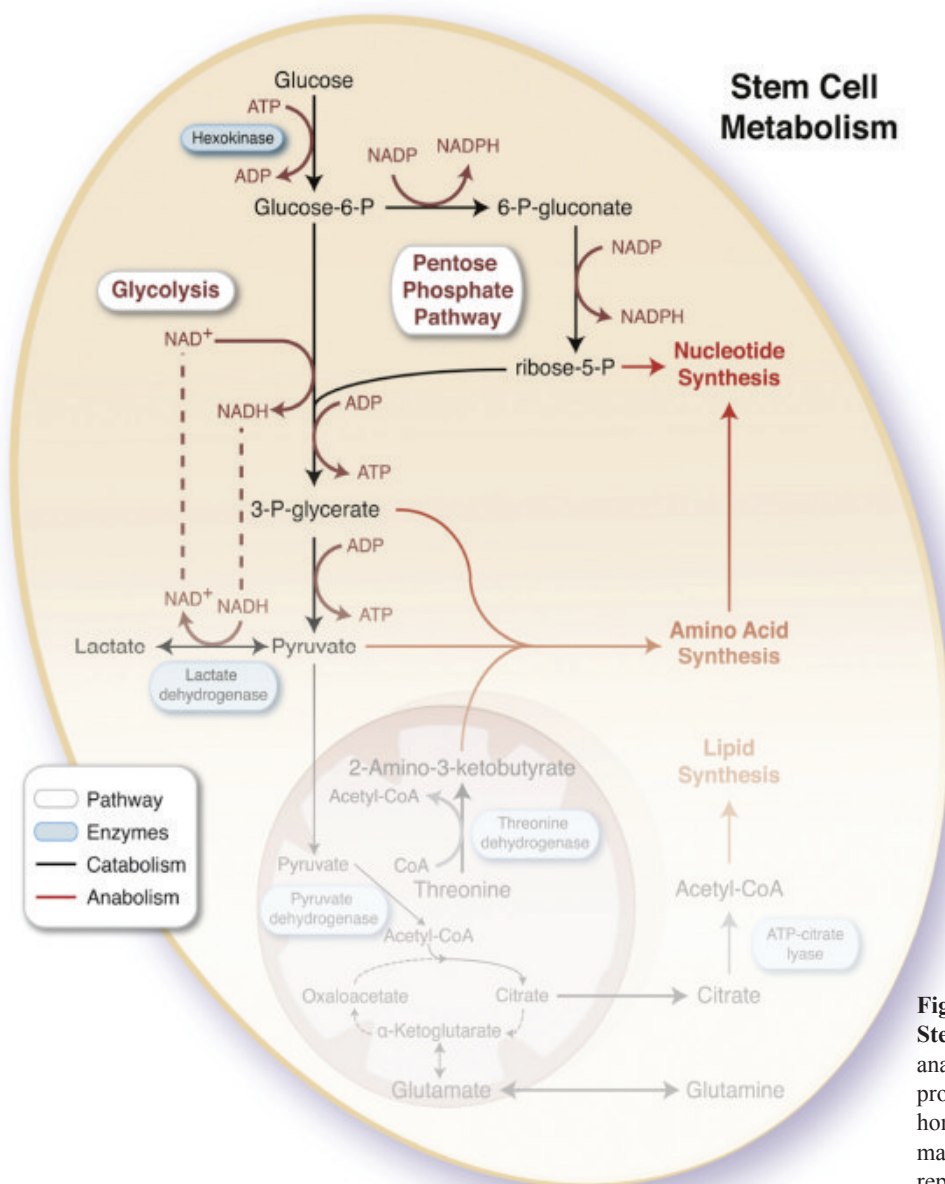 Stem Cell
Metabolism
Glucose
ATP
Hexokinase
ADP
NADP
NADPH
Glucose-6-P
6-P-gluconate
Glycolysis
Pentose
Phosphate
Pathway
NADP
NADPH
NAD+
ribose-5-P
Nucleotide
Synthesis
NADH
ADP
ATP
3-P-glycerate
ADP
ATP
NAD+
NADH
Lactate
Pyruvate
Amino Acid
Synthesis
Lactate
dehydrogenase
Lipid
Synthesis
2-Amino-3-ketobutyrate
Acetyl-CoA
Threonine
dehydrogenase
CoA
Threonine
Pyruvate
Pyruvate
dehydrogenase
Acetyl-CoA
Acetyl-CoA
ATP-citrate
lyase
Oxaloacetate
Citrate
Citrate
α-Ketoglutarate
Glutamate
Glutamine
Pathway
Enzymes
Catabolism
Anabolism
Fig
Ste
ana
pro
hor
ma
rep